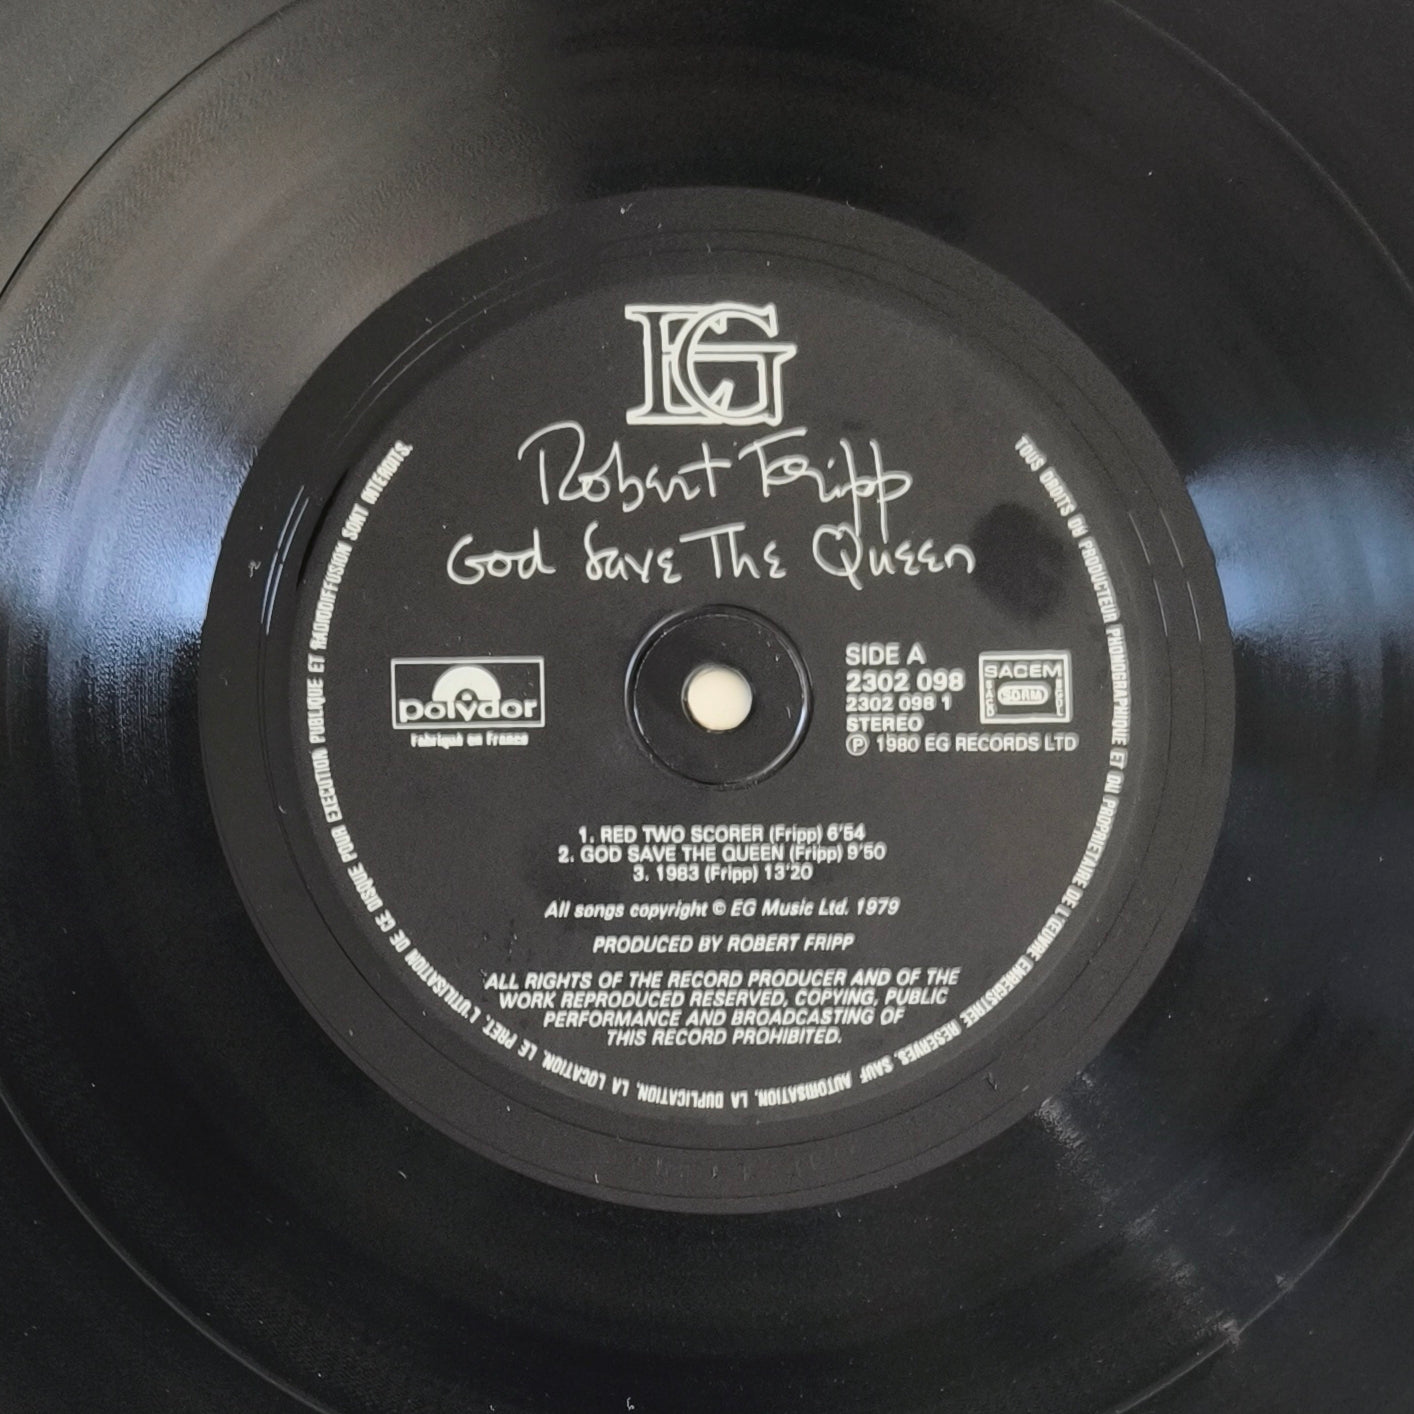 EG
Robert Fripp
God Save The Queen
polydor
Fabriqué en France
SIDE A
2302 098
2302 098 1
STEREO
℗ 1980 EG RECORDS LTD
SACEM
SACD
SDRM
SGDL
1. RED TWO SCORER (Fripp) 6'54
2. GOD SAVE THE QUEEN (Fripp) 9'50
3. 1983 (Fripp) 13'20
All songs copyright © EG Music Ltd. 1979
PRODUCED BY ROBERT FRIPP
ALL RIGHTS OF THE RECORD PRODUCER AND OF THE
WORK REPRODUCED RESERVED, COPYING, PUBLIC
PERFORMANCE AND BROADCASTING OF
THIS RECORD PROHIBITED.
TOUS DROITS DU PRODUCTEUR PHONOGRAPHIQUE ET DU PROPRIETAIRE DE L'ŒUVRE ENREGISTREE RESERVES. SAUF AUTORISATION, LA DUPLICATION, LA LOCATION, LE PRET, L'UTILISATION DE CE DISQUE POUR EXECUTION PUBLIQUE ET RADIODIFFUSION SONT INTERDITS.